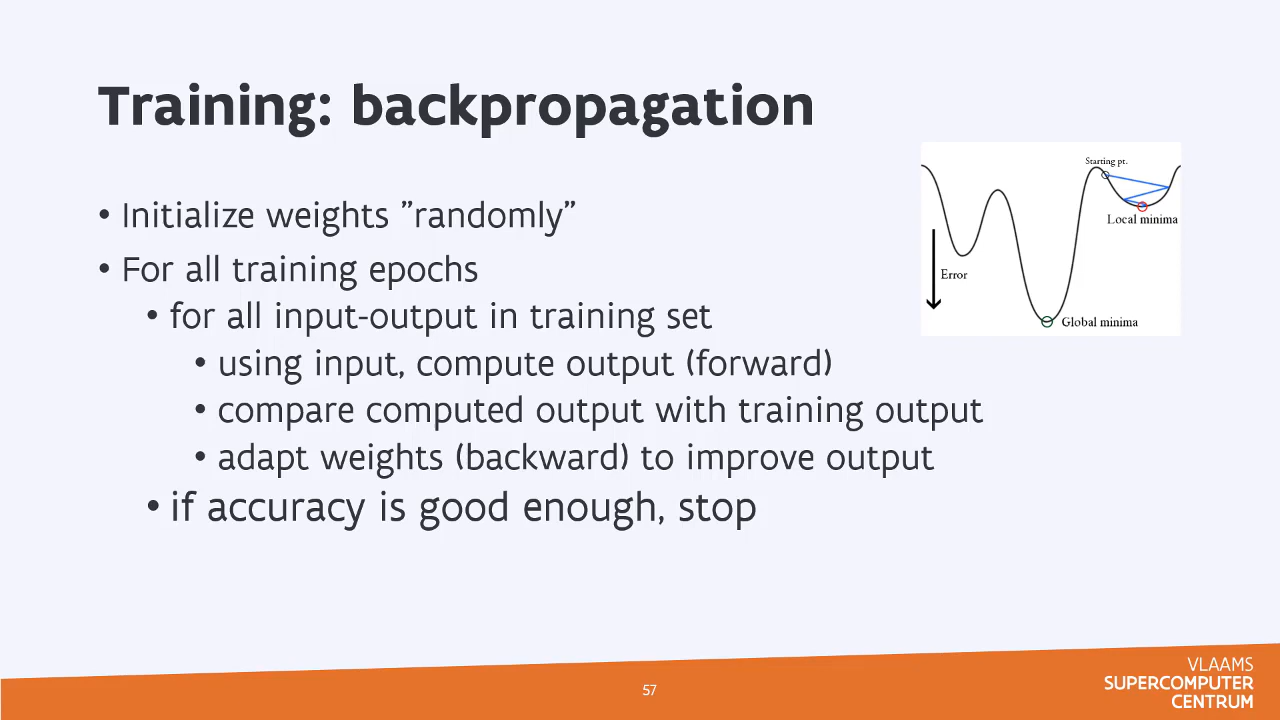 Training: backpropagation
• Initialize weights ”randomly”
• For all training epochs
• for all input-output in training set
• using input, compute output (forward)
• compare computed output with training output
• adapt weights (backward) to improve output
• if accuracy is good enough, stop
Starting pt.
Local minima
Error
Global minima
57
VLAAMS
SUPERCOMPUTER
CENTRUM